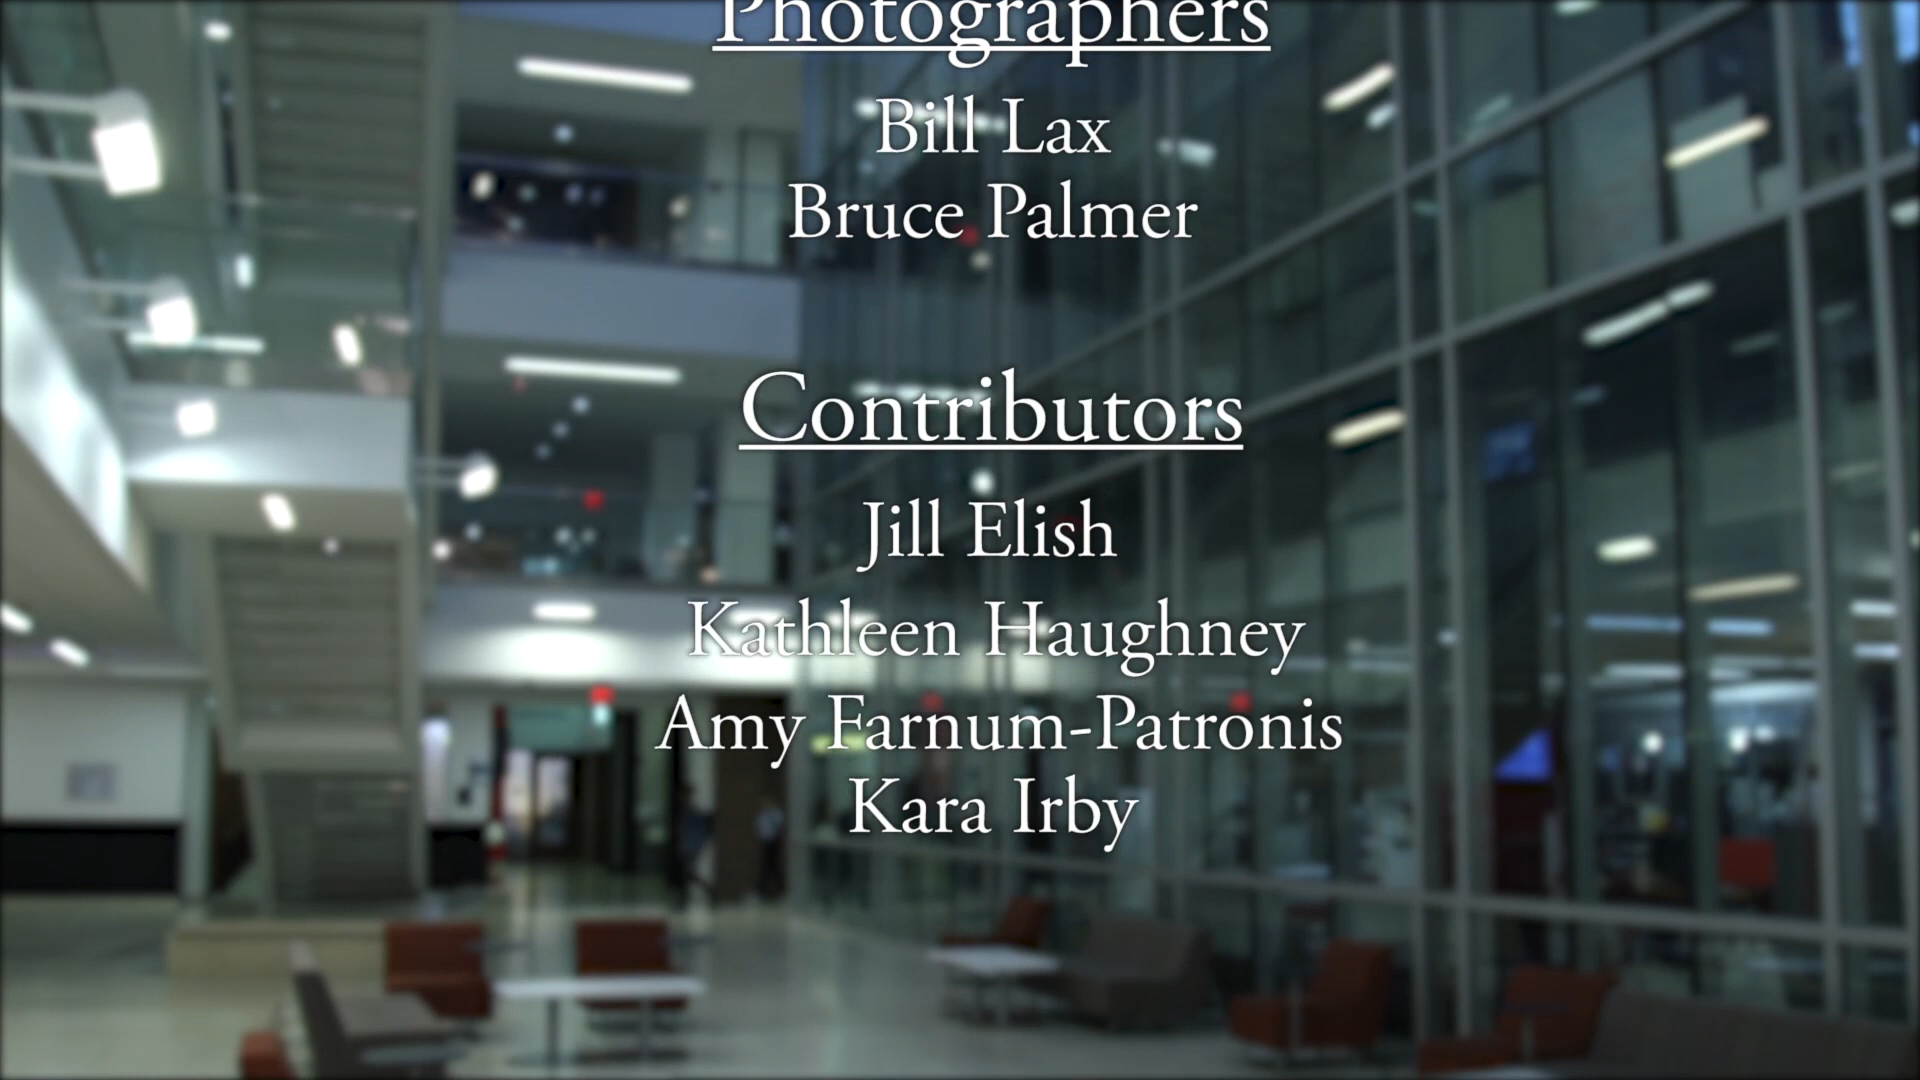 Photographers
Bill Lax
Bruce Palmer
Contributors
Jill Elish
Kathleen Haughney
Amy Farnum-Patronis
Kara Irby